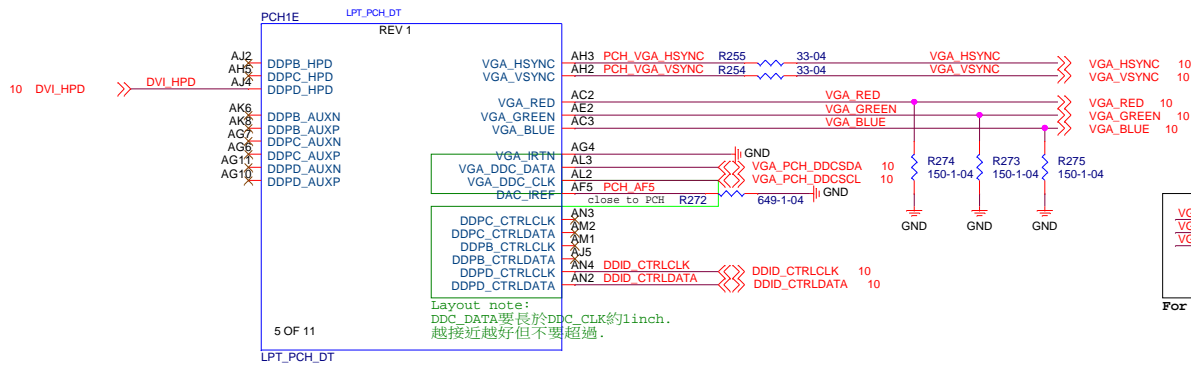 PCH1E LPT_PCH_DT
REV 1
10 DVI_HPD DVI_HPD
AJ2 DDPB_HPD
AH5 DDPC_HPD
AJ4 DDPD_HPD
AK6 DDPB_AUXN
AK8 DDPB_AUXP
AG7 DDPC_AUXN
AG6 DDPC_AUXP
AG11 DDPD_AUXN
AG10 DDPD_AUXP
VGA_HSYNC AH3 PCH_VGA_HSYNC R255 33-04 VGA_HSYNC VGA_HSYNC 10
VGA_VSYNC AH2 PCH_VGA_VSYNC R254 33-04 VGA_VSYNC VGA_VSYNC 10
VGA_RED AC2 VGA_RED VGA_RED 10
VGA_GREEN AE2 VGA_GREEN VGA_GREEN 10
VGA_BLUE AC3 VGA_BLUE VGA_BLUE 10
VGA_IRTN AG4 GND
VGA_DDC_DATA AL3 VGA_PCH_DDCSDA 10
VGA_DDC_CLK AL2 VGA_PCH_DDCSCL 10
DAC_IREF AF5 PCH_AF5 GND
close to PCH R272 649-1-04
R274 150-1-04
R273 150-1-04
R275 150-1-04
GND GND GND
DDPC_CTRLCLK AN3
DDPC_CTRLDATA AM2
DDPB_CTRLCLK AM1
DDPB_CTRLDATA AJ5
DDPD_CTRLCLK AN4 DDID_CTRLCLK DDID_CTRLCLK 10
DDPD_CTRLDATA AN2 DDID_CTRLDATA DDID_CTRLDATA 10
Layout note:
DDC_DATA要長於DDC_CLK約1inch.
越接近越好但不要超過.
5 OF 11
LPT_PCH_DT
VG
VG
VG
For